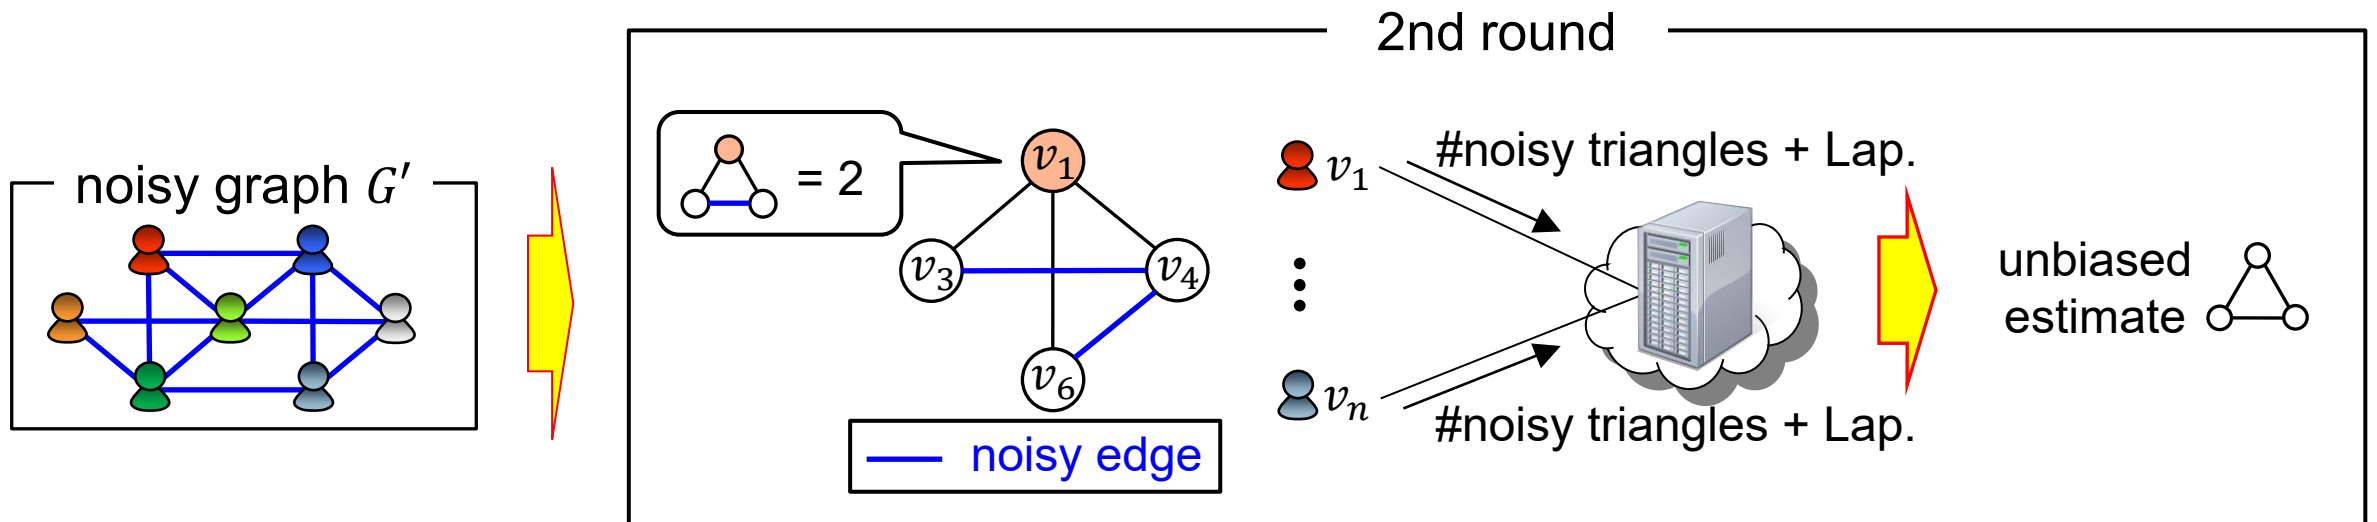 2nd round
noisy graph G′
= 2
v1
v3
v4
v6
noisy edge
v1
vn
#noisy triangles + Lap.
#noisy triangles + Lap.
unbiased
estimate